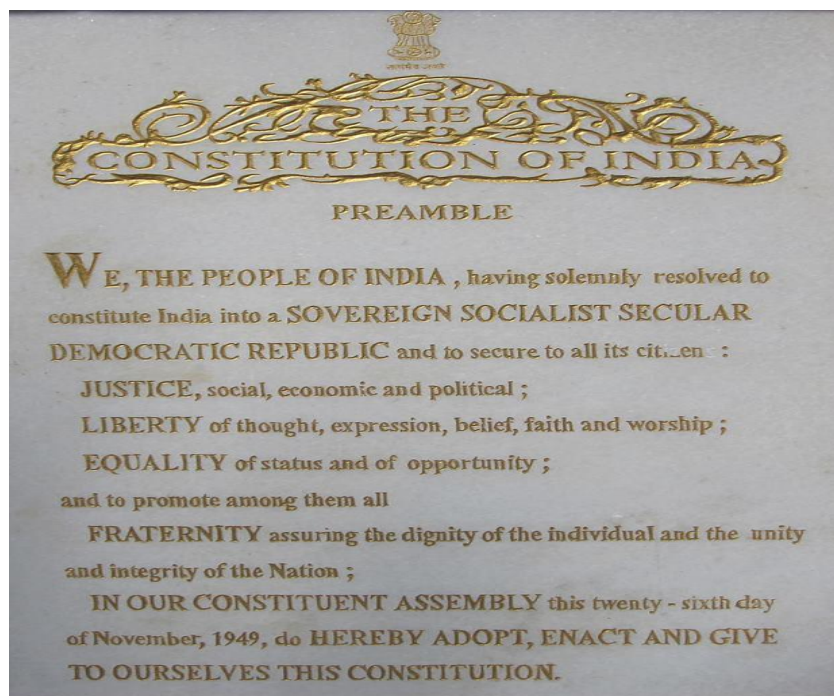 THE
CONSTITUTION OF INDIA
PREAMBLE
WE, THE PEOPLE OF INDIA , having solemnly resolved to
constitute India into a SOVEREIGN SOCIALIST SECULAR
DEMOCRATIC REPUBLIC and to secure to all its :
JUSTICE, social, economic and political ;
LIBERTY of thought, expression, belief, faith and worship ;
EQUALITY of status and of opportunity ;
and to promote among them all
FRATERNITY assuring the dignity of the individual and the unity
and integrity of the Nation ;
IN OUR CONSTITUENT ASSEMBLY this twenty - sixth day
of November, 1949, do HEREBY ADOPT, ENACT AND GIVE
TO OURSELVES THIS CONSTITUTION.